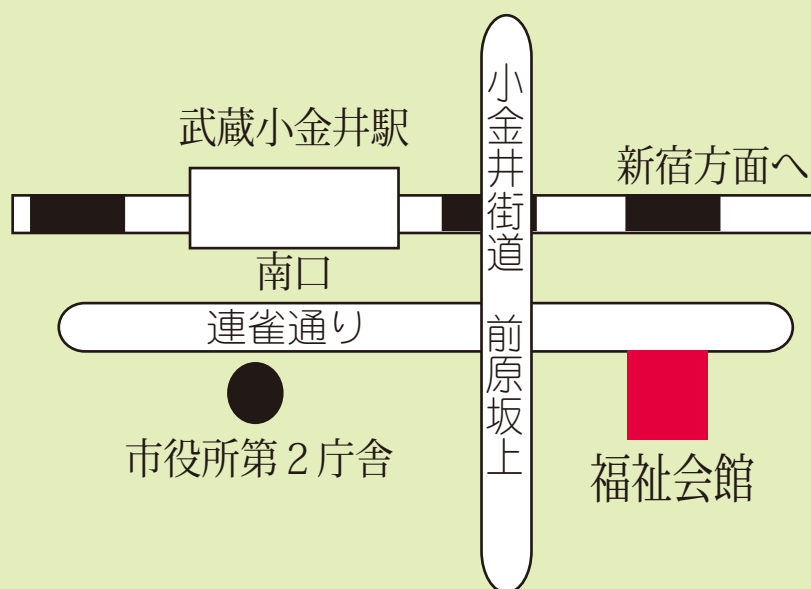 武蔵小金井駅
新宿方面へ
小金井街道
南口
連雀通り
前原坂上
市役所第２庁舎
福祉会館